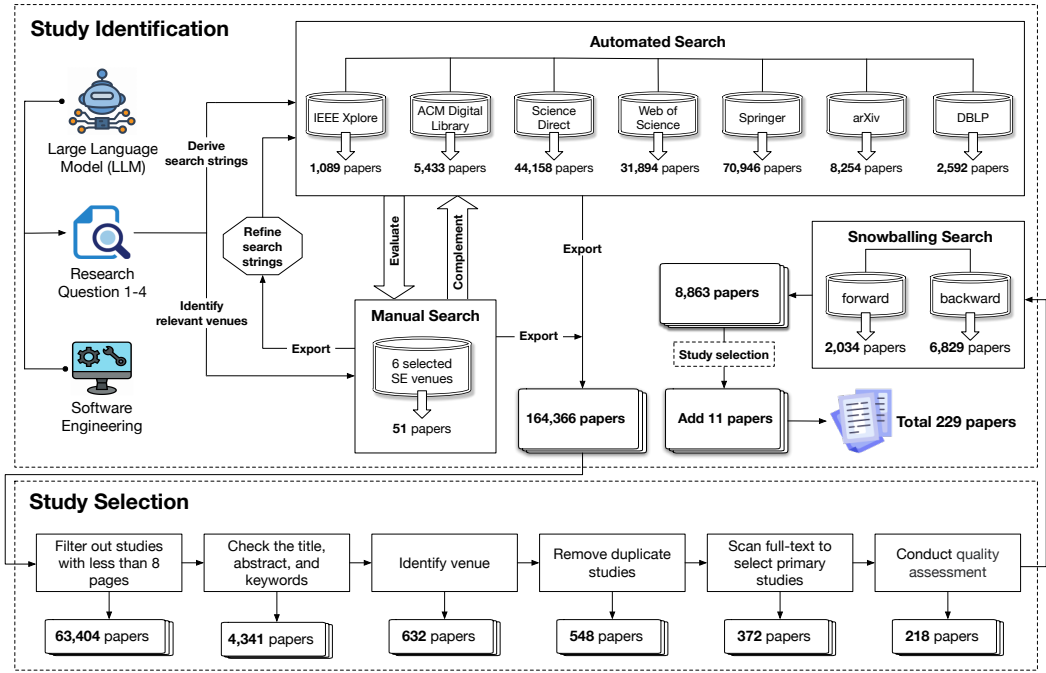 Study Identification
Large Language
Model (LLM)
Research
Question 1-4
Software
Engineering
Derive
search strings
Identify
relevant venues
Refine
search
strings
Export
Automated Search
IEEE Xplore
1,089 papers
ACM Digital
Library
5,433 papers
Science
Direct
44,158 papers
Web of
Science
31,894 papers
Springer
70,946 papers
arXiv
8,254 papers
DBLP
2,592 papers
Evaluate
Complement
Manual Search
6 selected
SE venues
51 papers
Export
Export
164,366 papers
Snowballing Search
forward
2,034 papers
backward
6,829 papers
8,863 papers
Study selection
Add 11 papers
Total 229 papers
Study Selection
Filter out studies
with less than 8
pages
63,404 papers
Check the title,
abstract, and
keywords
4,341 papers
Identify venue
632 papers
Remove duplicate
studies
548 papers
Scan full-text to
select primary
studies
372 papers
Conduct quality
assessment
218 papers